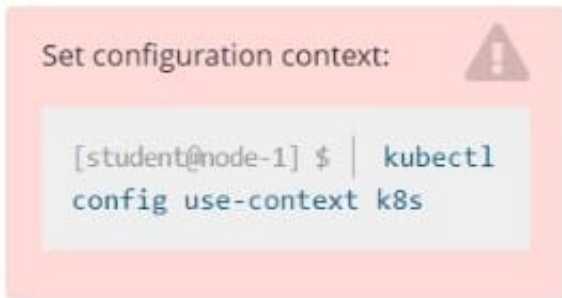 Set configuration context:
[student@node-1] $ | kubectl
config use-context k8s